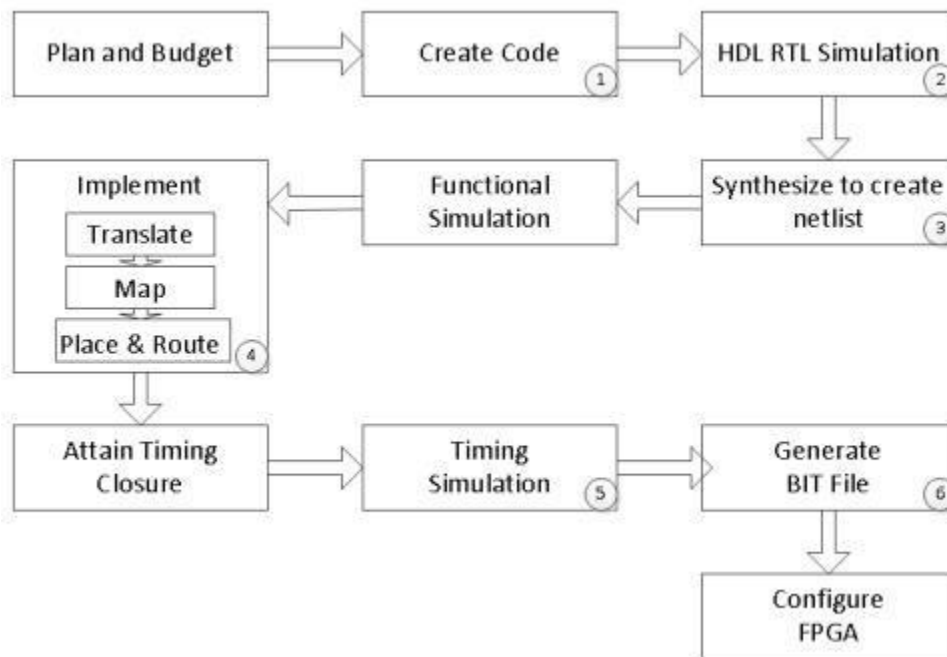 Plan and Budget
Create Code
1
HDL RTL Simulation
2
Synthesize to create
netlist
3
Functional
Simulation
Implement
Translate
Map
Place & Route
4
Attain Timing
Closure
Timing
Simulation
5
Generate
BIT File
6
Configure
FPGA